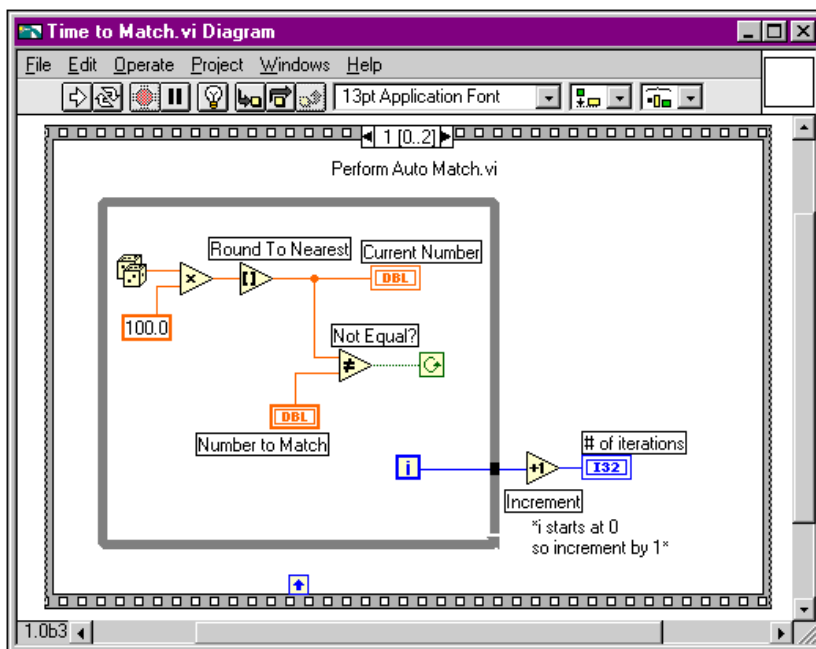 Time to Match.vi Diagram
File Edit Operate Project Windows Help
13pt Application Font
1 [0..2]
Perform Auto Match.vi
Round To Nearest
Current Number
x
[ ]
DBL
100.0
Not Equal?
≠
DBL
Number to Match
# of iterations
i
+1
I32
Increment
*i starts at 0
so increment by 1*
1.0b3